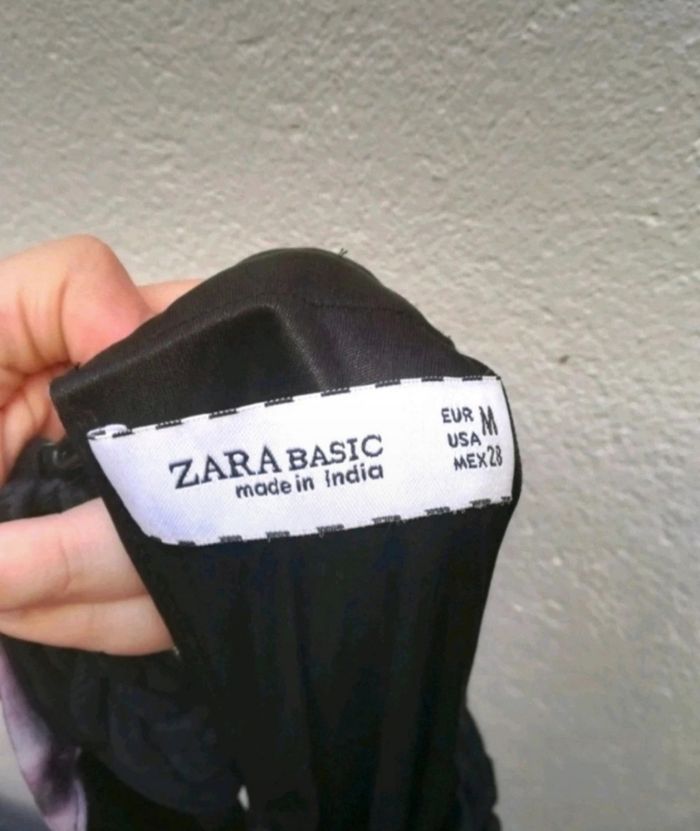 ZARA BASIC
made in India
EUR M
USA
MEX 28